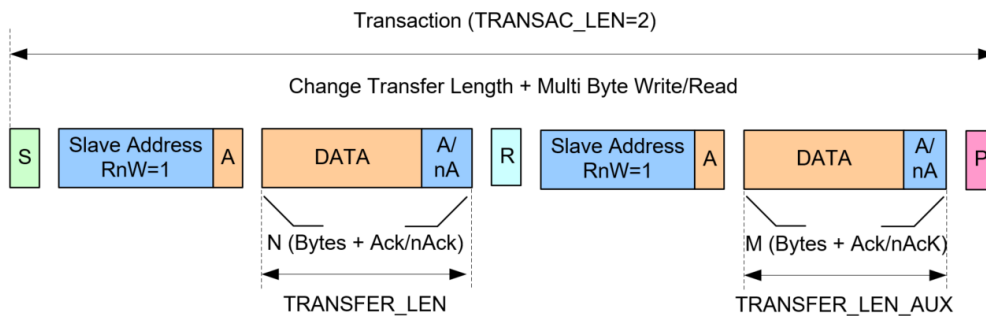 Transaction (TRANSAC_LEN=2)
Change Transfer Length + Multi Byte Write/Read
S
Slave Address
RnW=1
A
DATA
A/
nA
R
Slave Address
RnW=1
A
DATA
A/
nA
P
N (Bytes + Ack/nAck)
M (Bytes + Ack/nAcK)
TRANSFER_LEN
TRANSFER_LEN_AUX